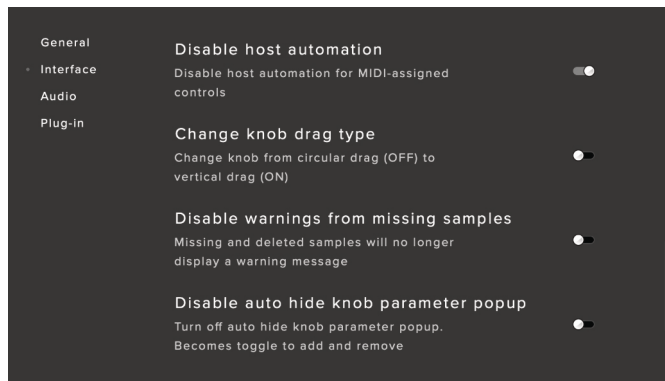 General
Interface
Audio
Plug-in
Disable host automation
Disable host automation for MIDI-assigned
controls
Change knob drag type
Change knob from circular drag (OFF) to
vertical drag (ON)
Disable warnings from missing samples
Missing and deleted samples will no longer
display a warning message
Disable auto hide knob parameter popup
Turn off auto hide knob parameter popup.
Becomes toggle to add and remove